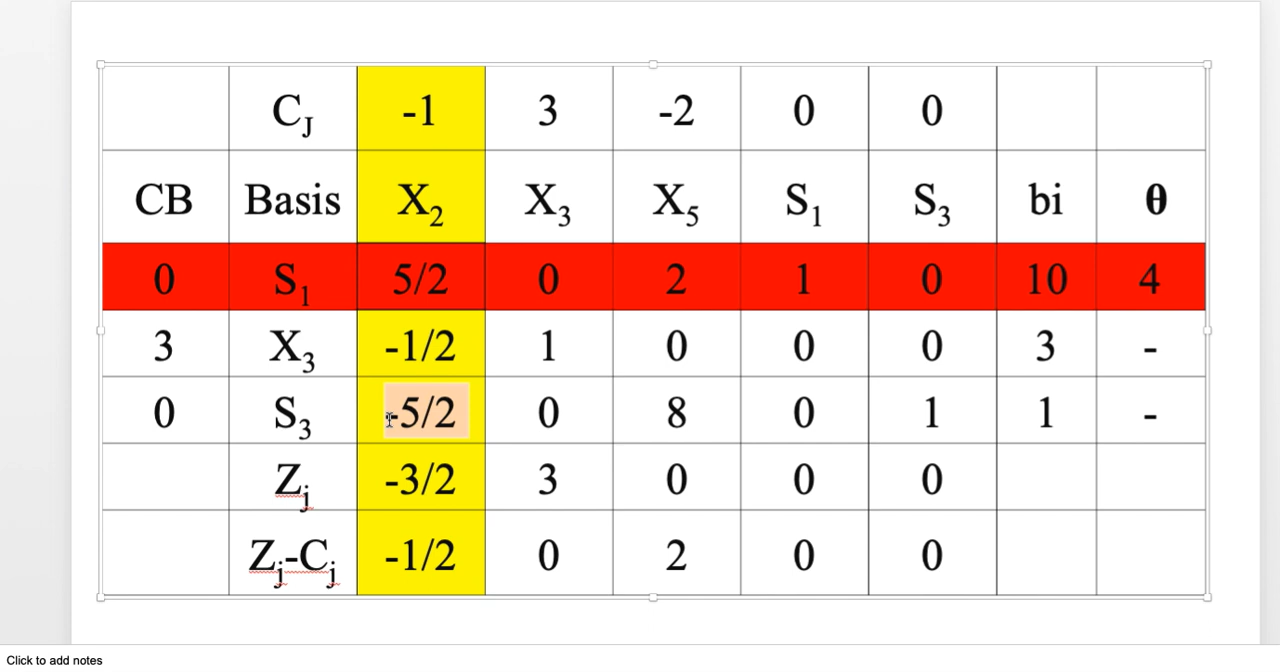 C_J -1 3 -2 0 0
CB Basis X₂ X₃ X₅ S₁ S₃ bi θ
0 S₁ 5/2 0 2 1 0 10 4
3 X₃ -1/2 1 0 0 0 3 -
0 S₃ -5/2 0 8 0 1 1 -
Zⱼ -3/2 3 0 0 0
Zⱼ-Cⱼ -1/2 0 2 0 0
Click to add notes